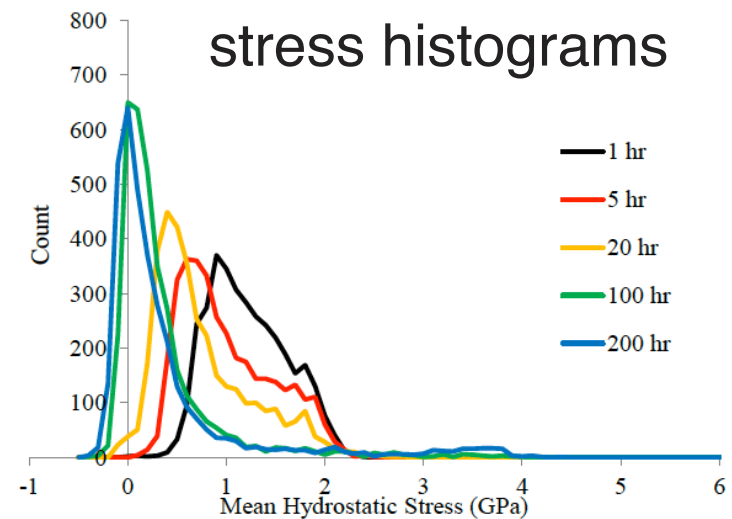 stress histograms
800
700
600
500
400
300
200
100
0
Count
1 hr
5 hr
20 hr
100 hr
200 hr
-1 0 1 2 3 4 5 6
Mean Hydrostatic Stress (GPa)